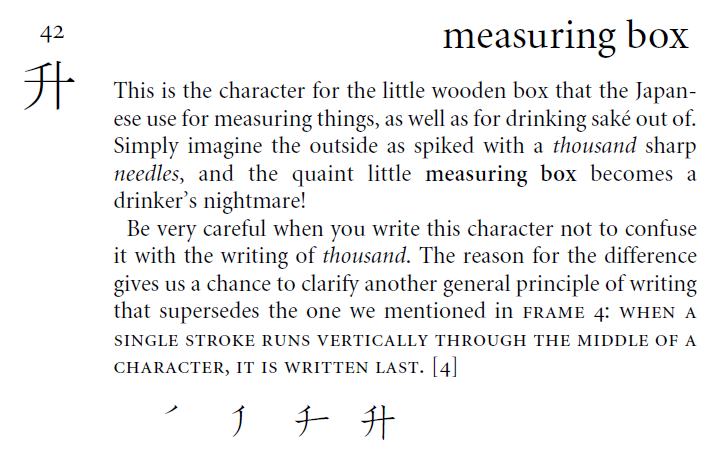 42
measuring box
升
This is the character for the little wooden box that the Japan-
ese use for measuring things, as well as for drinking saké out of.
Simply imagine the outside as spiked with a thousand sharp
needles, and the quaint little measuring box becomes a
drinker’s nightmare!
Be very careful when you write this character not to confuse
it with the writing of thousand. The reason for the difference
gives us a chance to clarify another general principle of writing
that supersedes the one we mentioned in FRAME 4: WHEN A
SINGLE STROKE RUNS VERTICALLY THROUGH THE MIDDLE OF A
CHARACTER, IT IS WRITTEN LAST. [4]
升